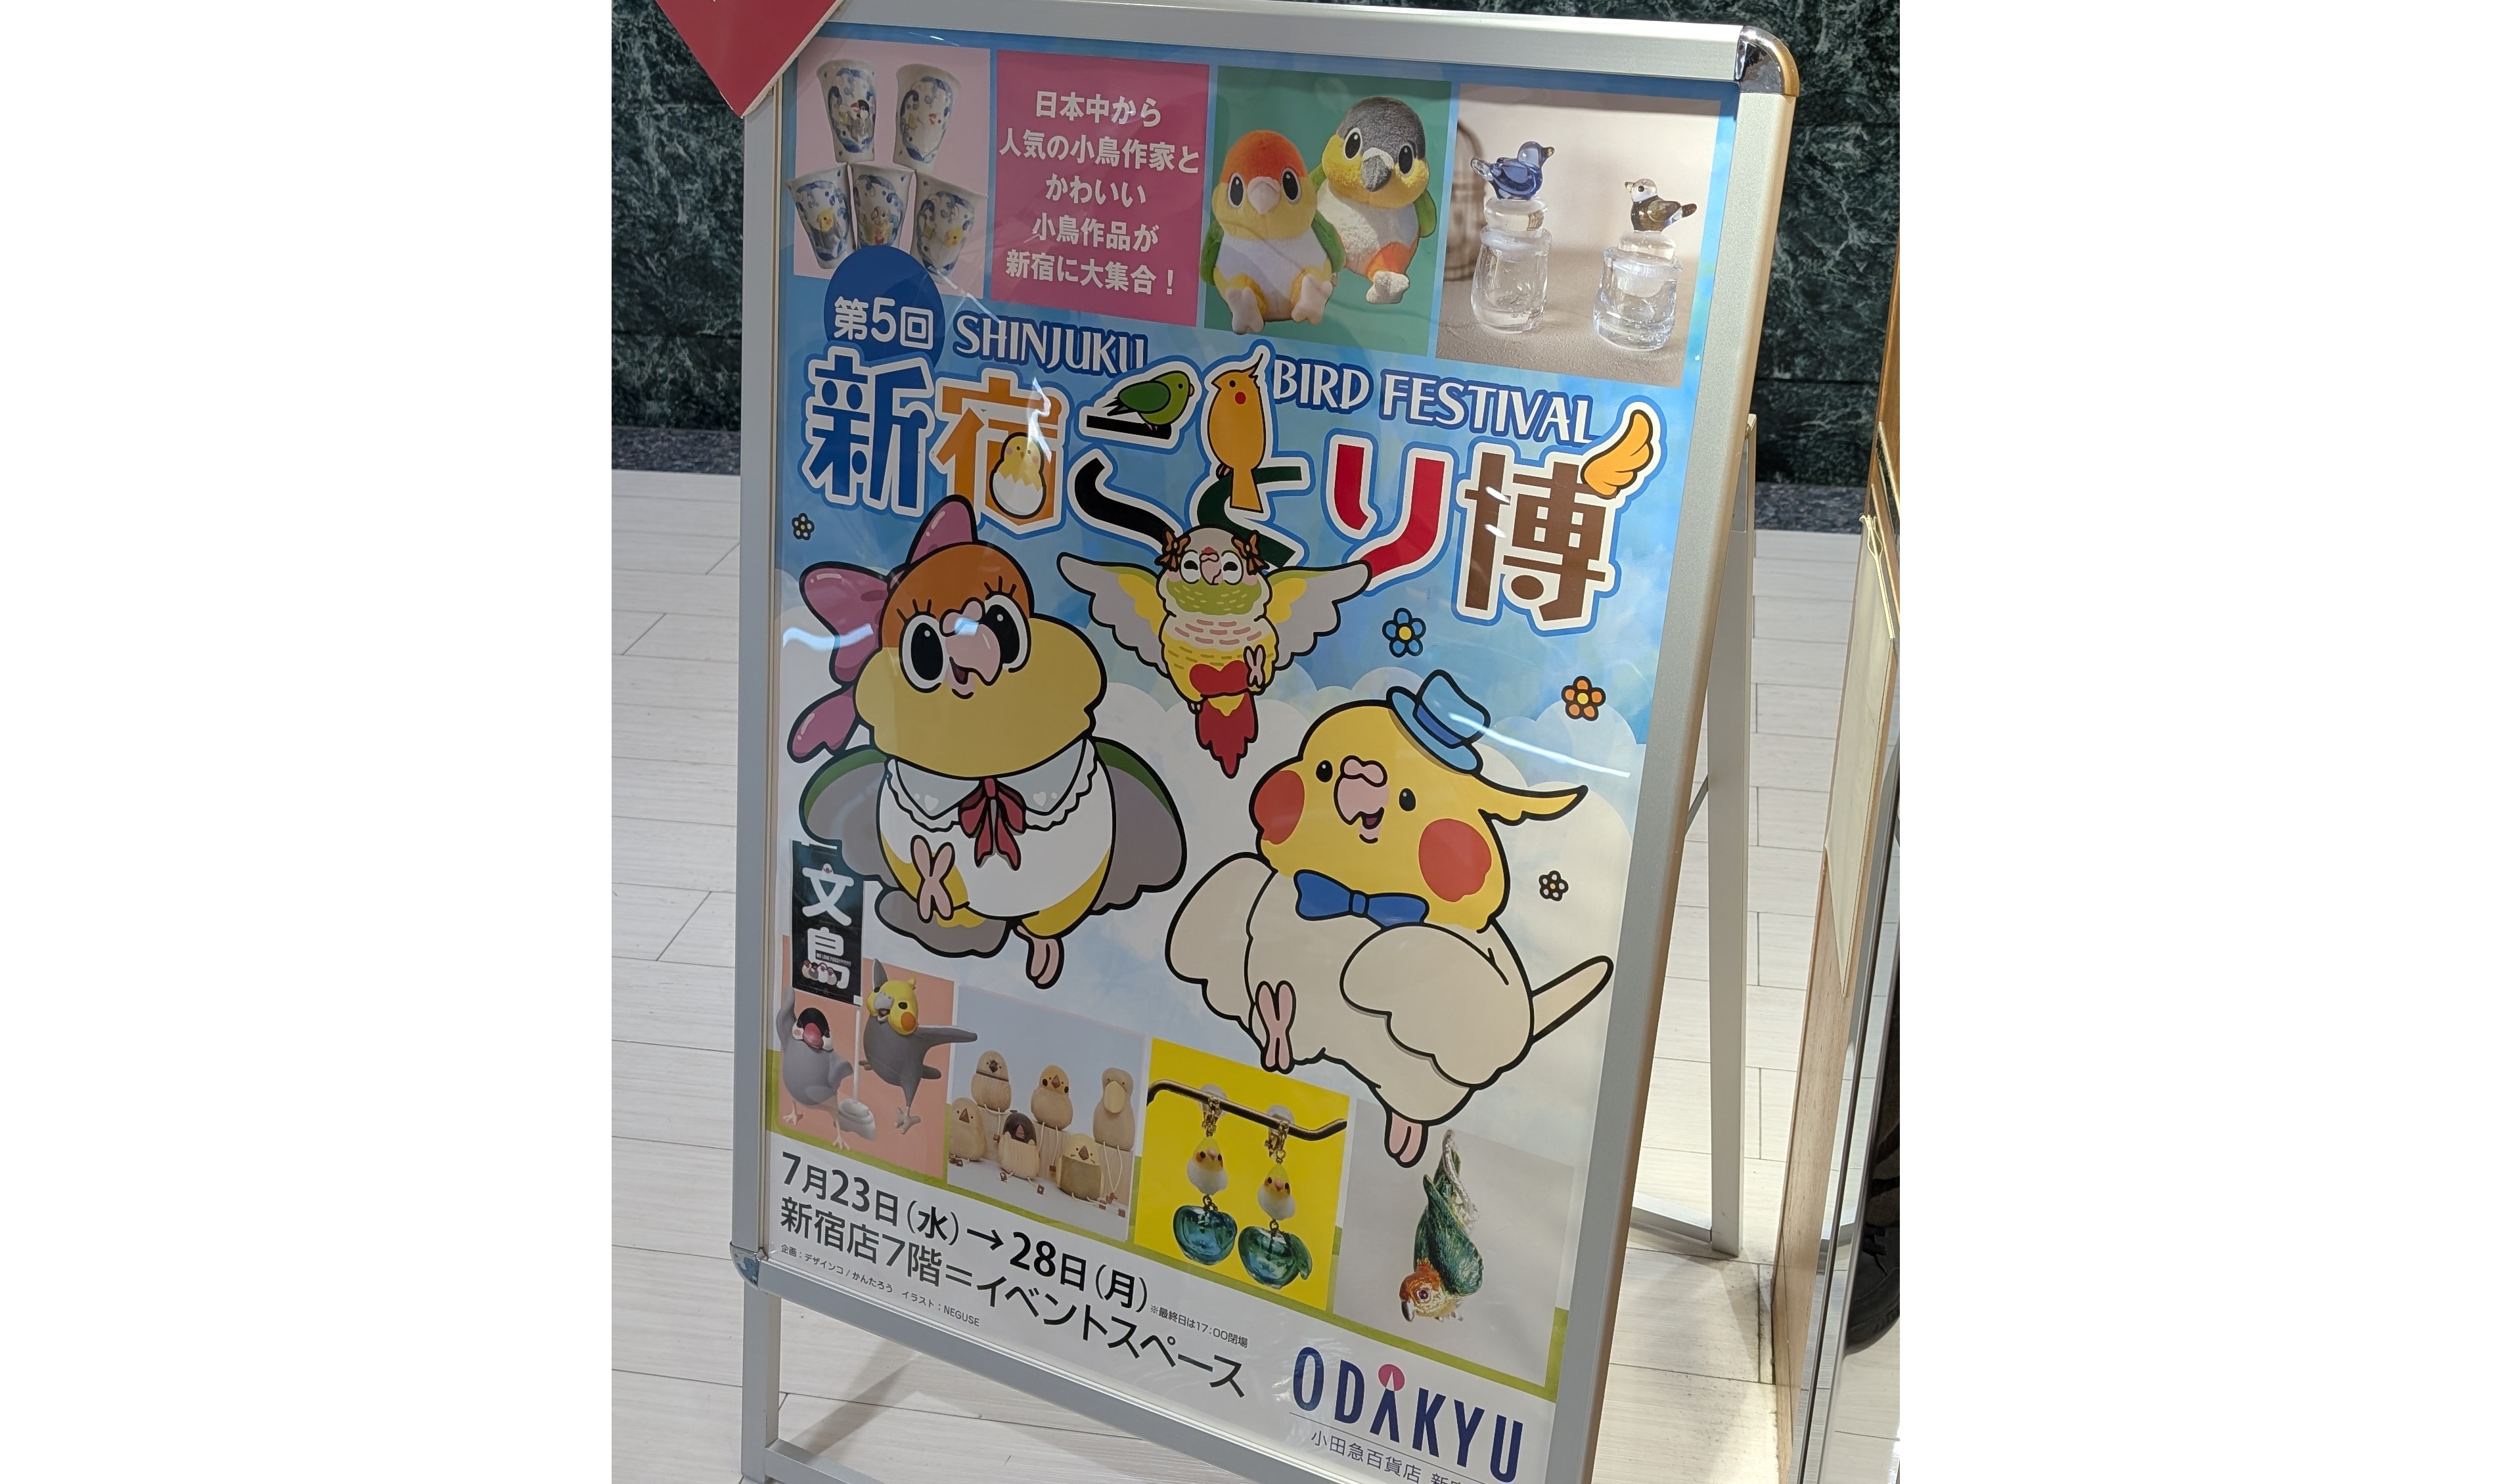 日本中から
人気の小鳥作家と
かわいい
小鳥作品が
新宿に大集合！
第5回
SHINJUKU BIRD FESTIVAL
新宿ことり博
文鳥
7月23日（水）→28日（月）※最終日は17：00閉場
新宿店7階＝イベントスペース
企画：デザインコ / かんたろう イラスト：NEGUSE
ODAKYU
小田急百貨店